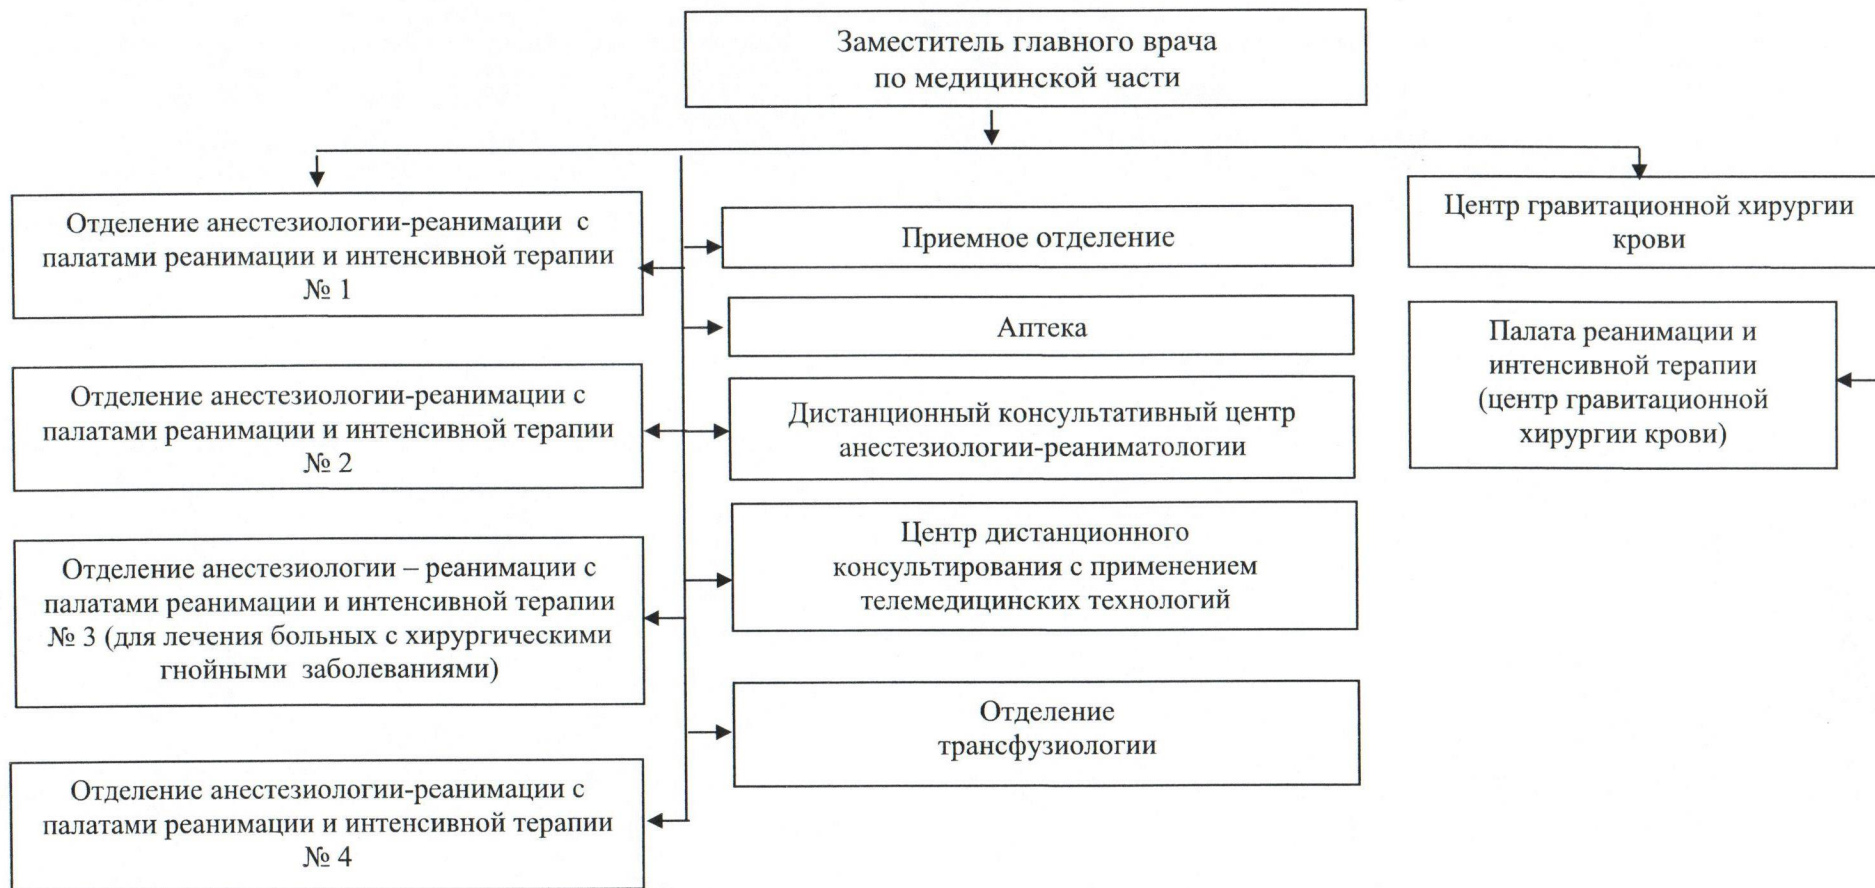 Заместитель главного врача
по медицинской части
Отделение анестезиологии-реанимации с
палатами реанимации и интенсивной терапии
№ 1
Отделение анестезиологии-реанимации с
палатами реанимации и интенсивной терапии
№ 2
Отделение анестезиологии – реанимации с
палатами реанимации и интенсивной терапии
№ 3 (для лечения больных с хирургическими
гнойными заболеваниями)
Отделение анестезиологии-реанимации с
палатами реанимации и интенсивной терапии
№ 4
Приемное отделение
Аптека
Дистанционный консультативный центр
анестезиологии-реаниматологии
Центр дистанционного
консультирования с применением
телемедицинских технологий
Отделение
трансфузиологии
Центр гравитационной хирургии
крови
Палата реанимации и
интенсивной терапии
(центр гравитационной
хирургии крови)